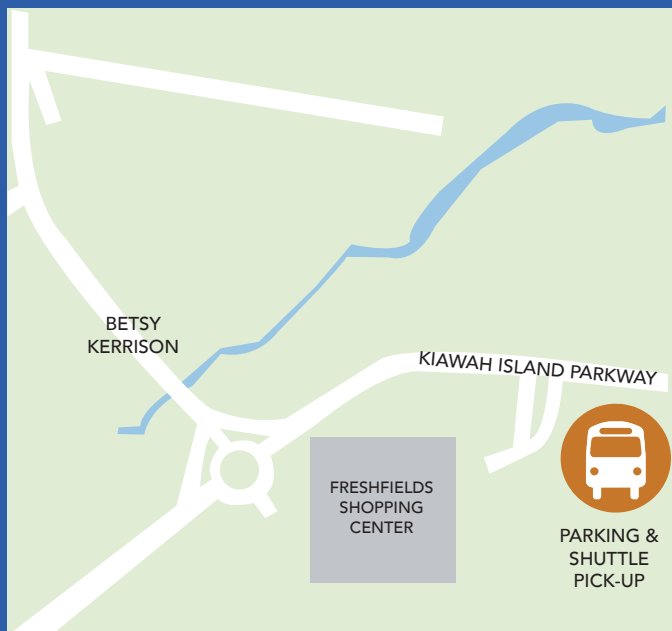 BETSY
KERRISON
KIAWAH ISLAND PARKWAY
FRESHFIELDS
SHOPPING
CENTER
PARKING &
SHUTTLE
PICK-UP